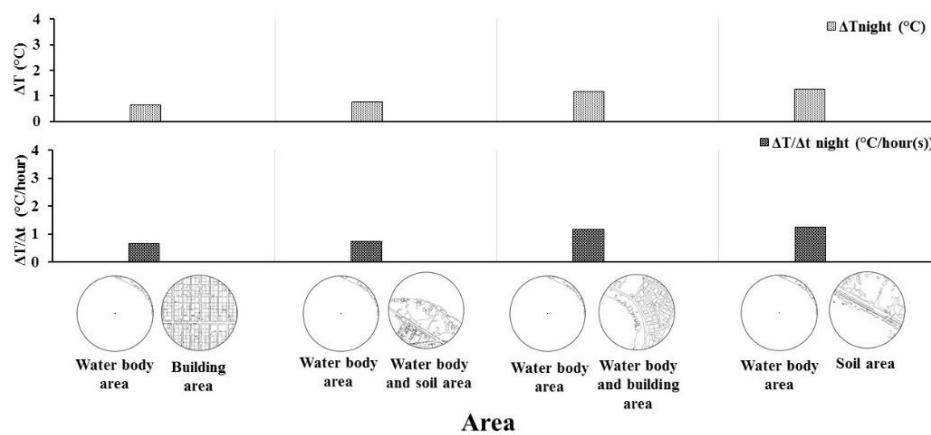 4
3
2
1
0
ΔT (°C)
ΔTnight (°C)
4
3
2
1
0
ΔT/Δt (°C/hour)
ΔT/Δt night (°C/hour(s))
Water body area
Building area
Water body area
Water body and soil area
Water body area
Water body and building area
Water body area
Soil area
Area